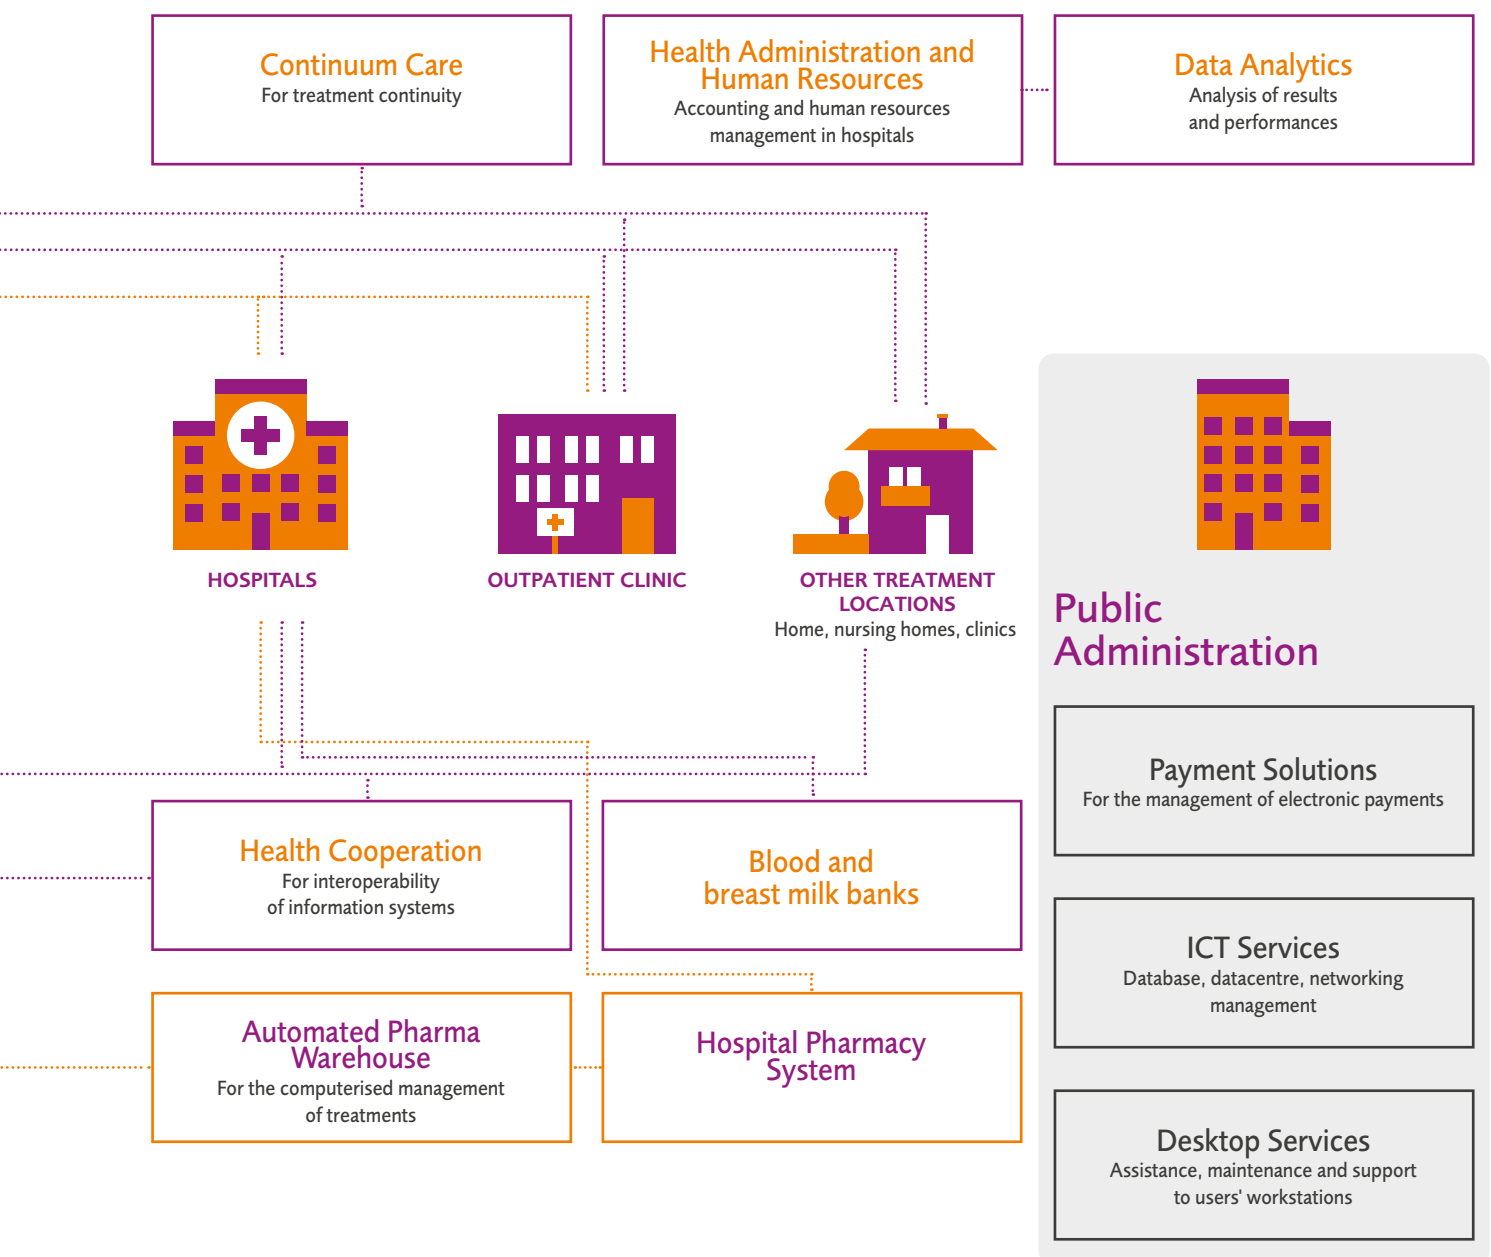 Continuum Care
For treatment continuity
Health Administration and
Human Resources
Accounting and human resources
management in hospitals
Data Analytics
Analysis of results
and performances
HOSPITALS
OUTPATIENT CLINIC
OTHER TREATMENT
LOCATIONS
Home, nursing homes, clinics
Health Cooperation
For interoperability
of information systems
Blood and
breast milk banks
Automated Pharma
Warehouse
For the computerised management
of treatments
Hospital Pharmacy
System
Public
Administration
Payment Solutions
For the management of electronic payments
ICT Services
Database, datacentre, networking
management
Desktop Services
Assistance, maintenance and support
to users' workstations